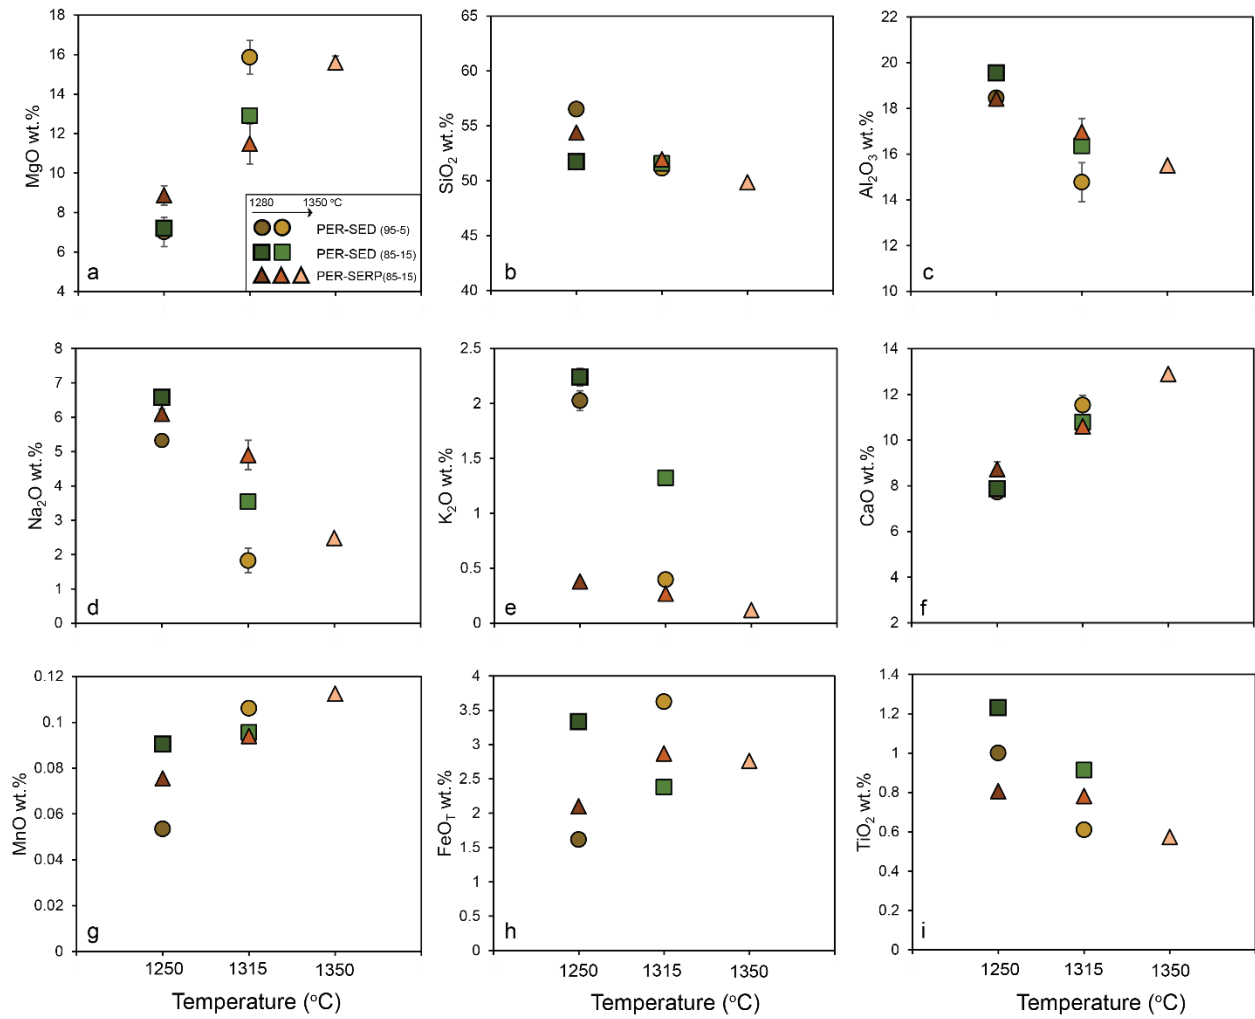 18
16
14
12
10
8
6
4
MgO wt.%
1280 1350 °C
PER-SED (95-5)
PER-SED (85-15)
PER-SERP(85-15)
a
65
60
55
50
45
40
SiO₂ wt.%
b
22
20
18
16
14
12
10
Al₂O₃ wt.%
c
8
7
6
5
4
3
2
1
0
Na₂O wt.%
d
2.5
2
1.5
1
0.5
0
K₂O wt.%
e
14
12
10
8
6
4
2
CaO wt.%
f
0.12
0.1
0.08
0.06
0.04
0.02
0
MnO wt.%
g
1250 1315 1350
Temperature (°C)
4
3.5
3
2.5
2
1.5
1
0.5
0
FeO_T wt.%
h
1250 1315 1350
Temperature (°C)
1.4
1.2
1
0.8
0.6
0.4
0.2
0
TiO₂ wt.%
i
1250 1315 1350
Temperature (°C)